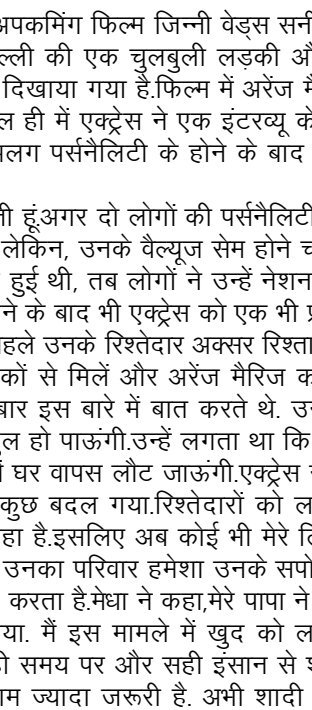 अपकमिंग फिल्म जिन्नी वेड्स सनी
ल्ली की एक चुलबुली लड़की औ
दिखाया गया है.फिल्म में अरेंज मै
ल ही में एक्ट्रेस ने एक इंटरव्यू के
लग पर्सनैलिटी के होने के बाद
ती हूं.अगर दो लोगों की पर्सनैलिटी
लेकिन, उनके वैल्यूज सेम होने च
हुई थी, तब लोगों ने उन्हें नेशन
ने के बाद भी एक्ट्रेस को एक भी प्र
हले उनके रिश्तेदार अक्सर रिश्ता
कों से मिलें और अरेंज मैरिज क
बार इस बारे में बात करते थे. उ
ल हो पाऊंगी.उन्हें लगता था कि
घर वापस लौट जाऊंगी.एक्ट्रेस
कुछ बदल गया.रिश्तेदारों को ल
हा है.इसलिए अब कोई भी मेरे लि
उनका परिवार हमेशा उनके सपो
करता है.मेधा ने कहा,मेरे पापा ने
या. मैं इस मामले में खुद को ल
ही समय पर और सही इंसान से श
ाम ज्यादा जरूरी है. अभी शादी